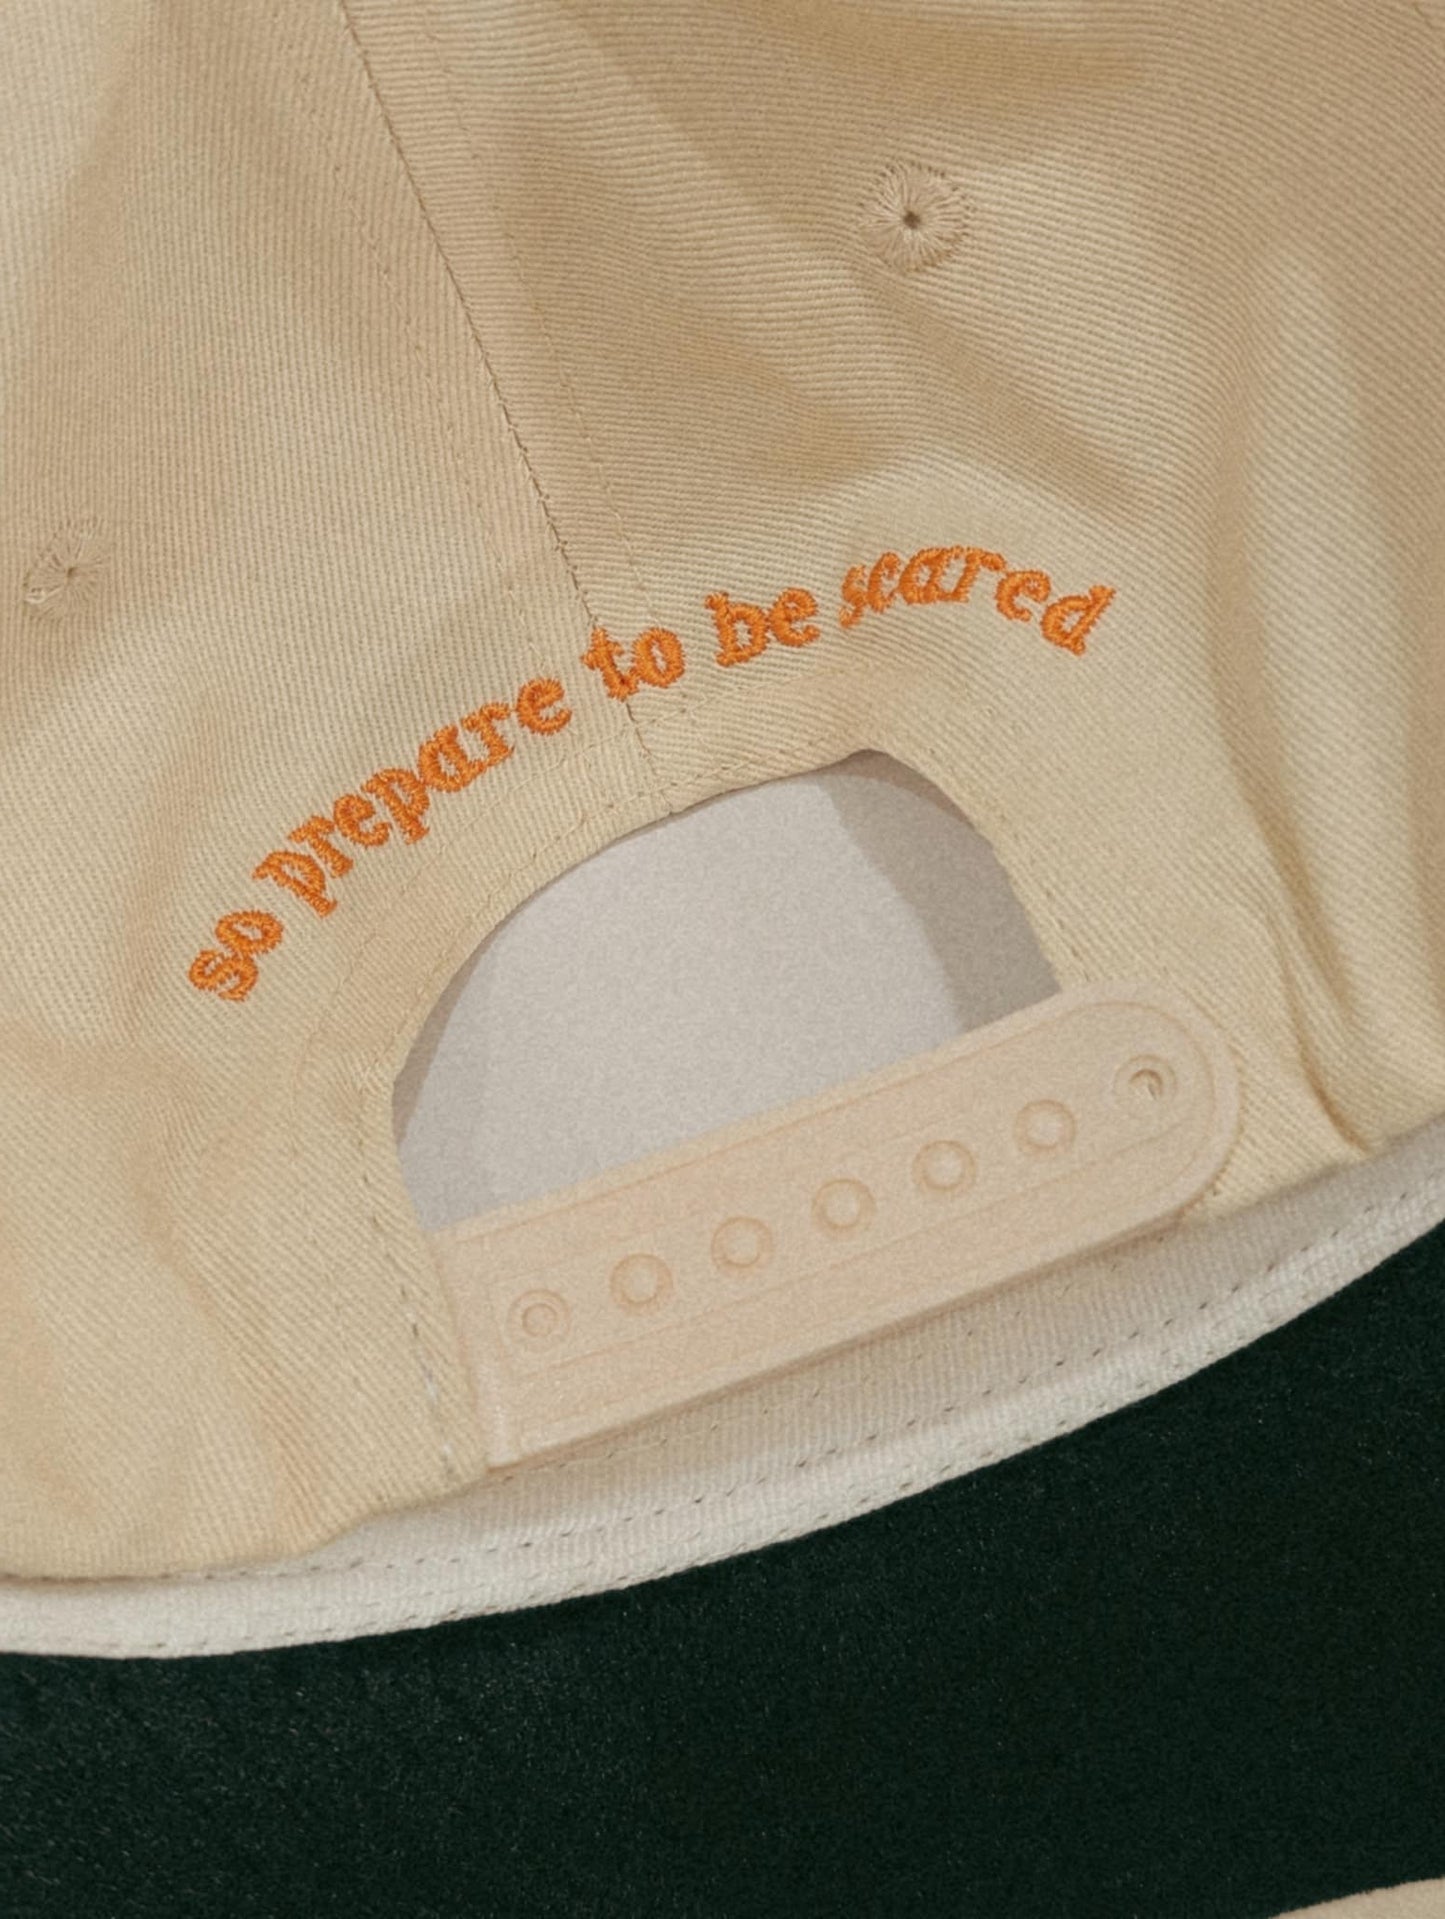 so prepare to be scared